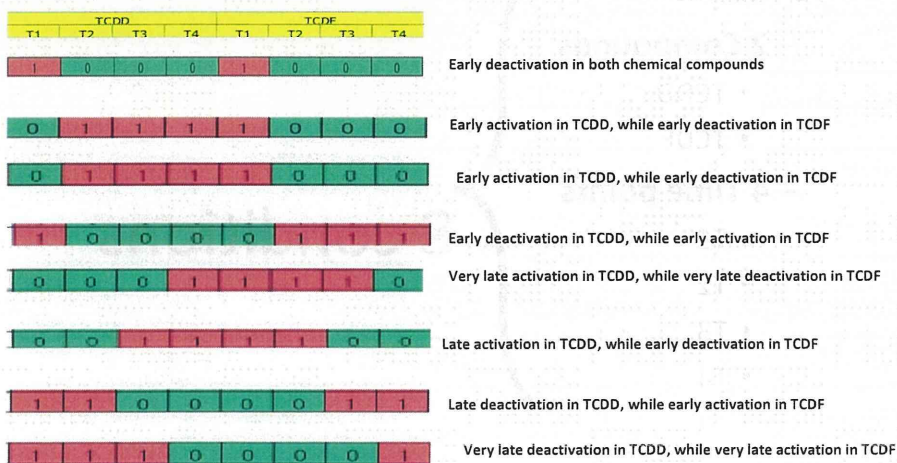 TCDD TCDF
T1 T2 T3 T4 T1 T2 T3 T4
1 0 0 0 1 0 0 0 Early deactivation in both chemical compounds
0 1 1 1 1 0 0 0 Early activation in TCDD, while early deactivation in TCDF
0 1 1 1 1 0 0 0 Early activation in TCDD, while early deactivation in TCDF
1 0 0 0 0 1 1 1 Early deactivation in TCDD, while early activation in TCDF
0 0 0 1 1 1 1 0 Very late activation in TCDD, while very late deactivation in TCDF
0 0 1 1 1 1 0 0 Late activation in TCDD, while early deactivation in TCDF
1 1 0 0 0 0 1 1 Late deactivation in TCDD, while early activation in TCDF
1 1 1 0 0 0 0 1 Very late deactivation in TCDD, while very late activation in TCDF